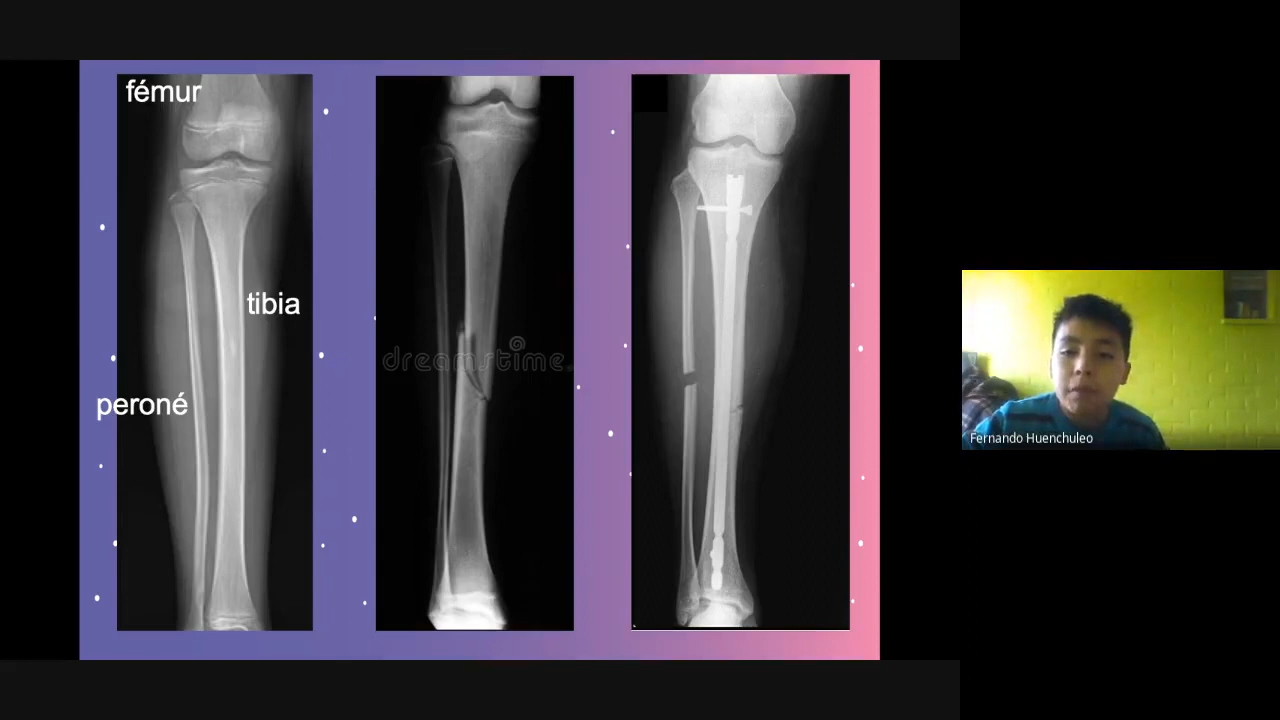 fémur
tibia
dreamstime.
peroné
Fernando Huenchuleo